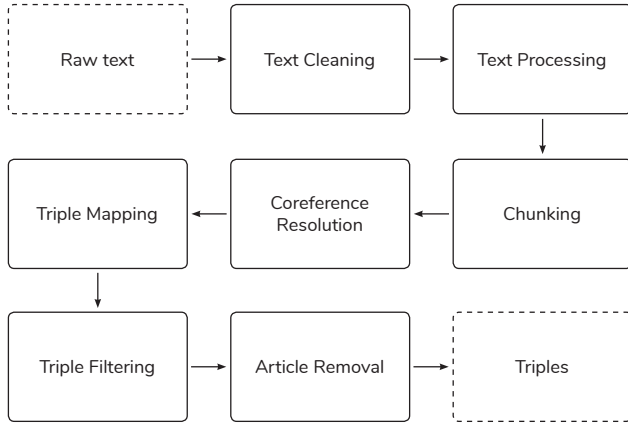 Raw text
Text Cleaning
Text Processing
Triple Mapping
Coreference
Resolution
Chunking
Triple Filtering
Article Removal
Triples